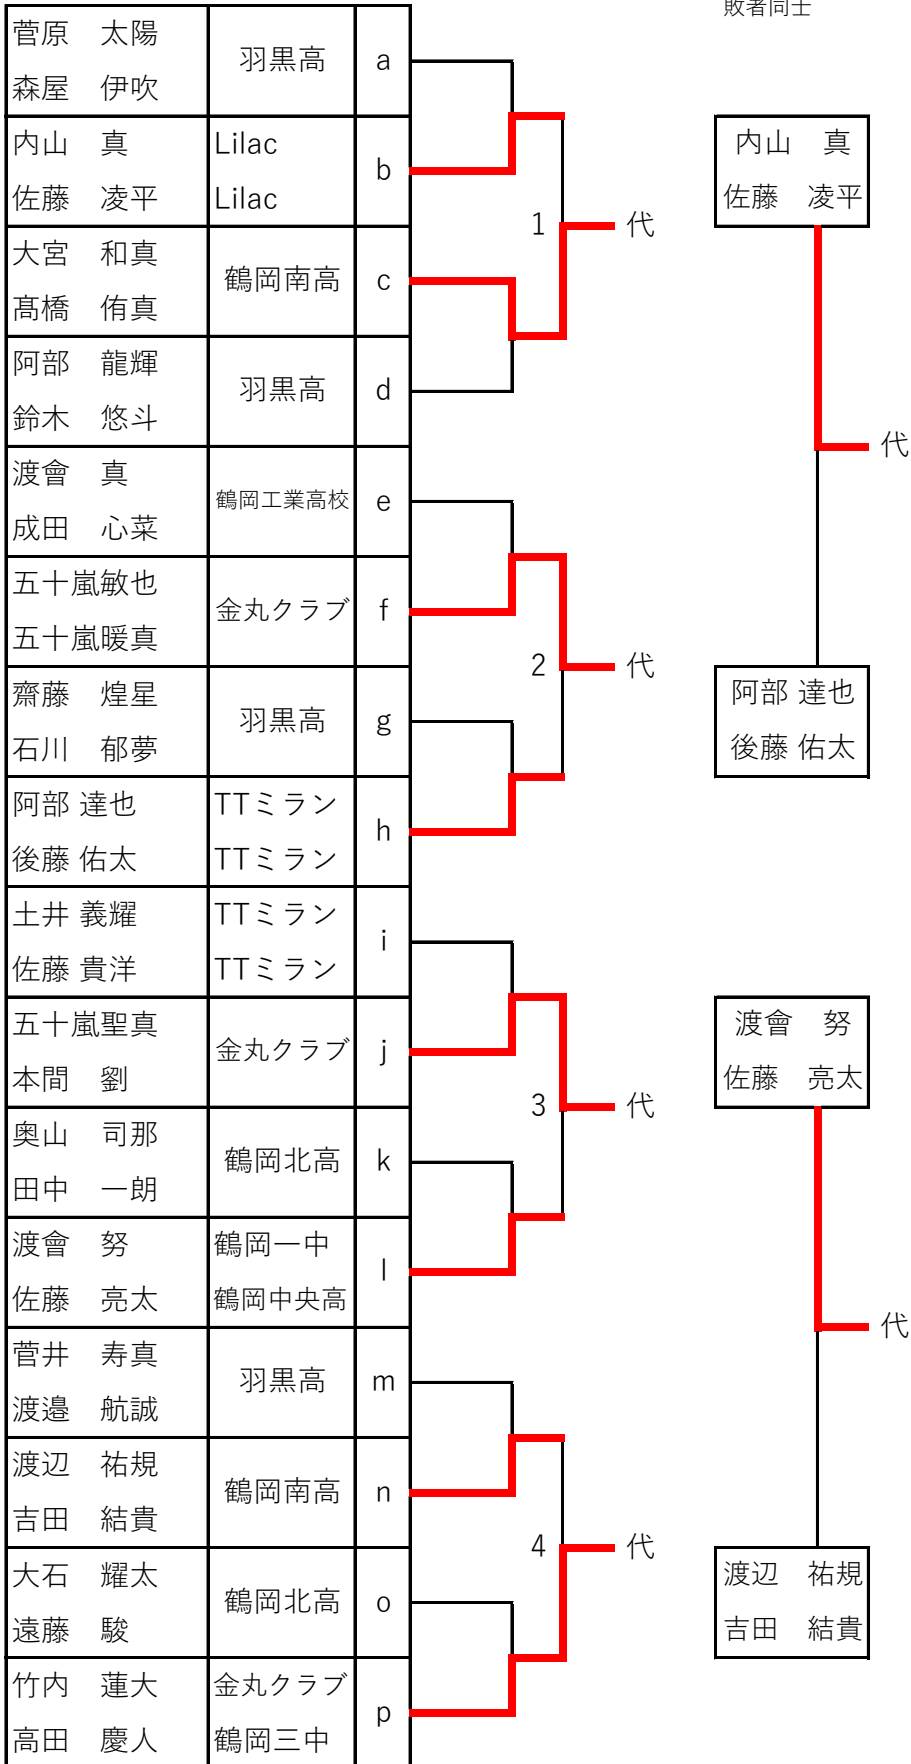 敗者同士
菅原　太陽
森屋　伊吹
羽黒高
a
内山　真
佐藤　凌平
Lilac
Lilac
b
大宮　和真
髙橋　侑真
鶴岡南高
c
阿部　龍輝
鈴木　悠斗
羽黒高
d
1
代
渡會　真
成田　心菜
鶴岡工業高校
e
五十嵐敏也
五十嵐暖真
金丸クラブ
f
齋藤　煌星
石川　郁夢
羽黒高
g
阿部 達也
後藤 佑太
TTミラン
TTミラン
h
2
代
土井 義耀
佐藤 貴洋
TTミラン
TTミラン
i
五十嵐聖真
本間　劉
金丸クラブ
j
奥山　司那
田中　一朗
鶴岡北高
k
渡會　努
佐藤　亮太
鶴岡一中
鶴岡中央高
l
3
代
菅井　寿真
渡邉　航誠
羽黒高
m
渡辺　祐規
吉田　結貴
鶴岡南高
n
大石　耀太
遠藤　駿
鶴岡北高
o
竹内　蓮大
高田　慶人
金丸クラブ
鶴岡三中
p
4
代
内山　真
佐藤　凌平
代
阿部 達也
後藤 佑太
渡會　努
佐藤　亮太
代
渡辺　祐規
吉田　結貴